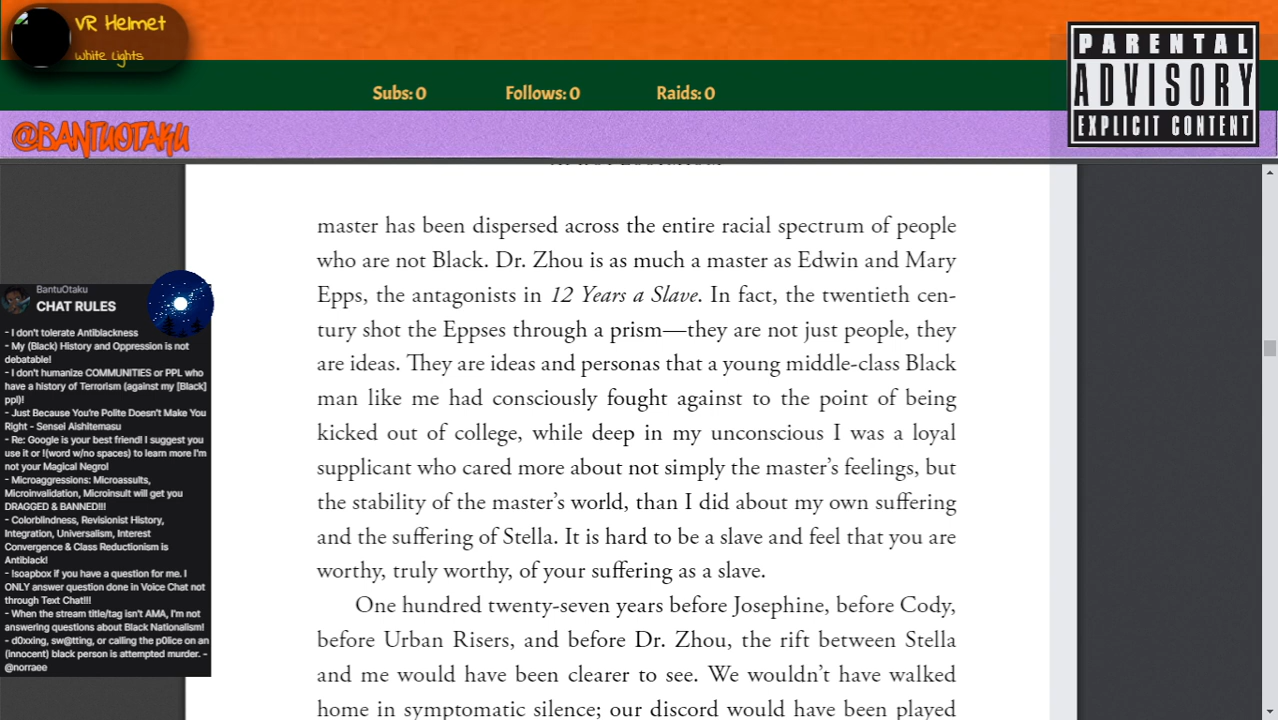 VR Helmet
White Lights
Subs: 0
Follows: 0
Raids: 0
PARENTAL
ADVISORY
EXPLICIT CONTENT
@BANTUOTAKU
master has been dispersed across the entire racial spectrum of people
who are not Black. Dr. Zhou is as much a master as Edwin and Mary
Epps, the antagonists in 12 Years a Slave. In fact, the twentieth cen-
tury shot the Eppses through a prism—they are not just people, they
are ideas. They are ideas and personas that a young middle-class Black
man like me had consciously fought against to the point of being
kicked out of college, while deep in my unconscious I was a loyal
supplicant who cared more about not simply the master's feelings, but
the stability of the master's world, than I did about my own suffering
and the suffering of Stella. It is hard to be a slave and feel that you are
worthy, truly worthy, of your suffering as a slave.
One hundred twenty-seven years before Josephine, before Cody,
before Urban Risers, and before Dr. Zhou, the rift between Stella
and me would have been clearer to see. We wouldn't have walked
home in symptomatic silence; our discord would have been played
BantuOtaku
CHAT RULES
- I don't tolerate Antiblackness
- My (Black) History and Oppression is not
debatable!
- I don't humanize COMMUNITIES or PPL who
have a history of Terrorism (against my [Black]
ppl)!
- Just Because You're Polite Doesn't Make You
Right - Sensei Aishitemasu
- Re: Google is your best friend! I suggest you
use it or !(word w/no spaces) to learn more I'm
not your Magical Negro!
- Microaggressions: Microassults,
Microinvalidation, Microinsult will get you
DRAGGED & BANNED!!!
- Colorblindness, Revisionist History,
Integration, Universalism, Interest
Convergence & Class Reductionism is
Antiblack!
- !soapbox if you have a question for me. I
ONLY answer question done in Voice Chat not
through Text Chat!!!
- When the stream title/tag isn't AMA, I'm not
answering questions about Black Nationalism!
- d0xxing, sw@tting, or calling the p0lice on an
(innocent) black person is attempted murder. -
@norraee